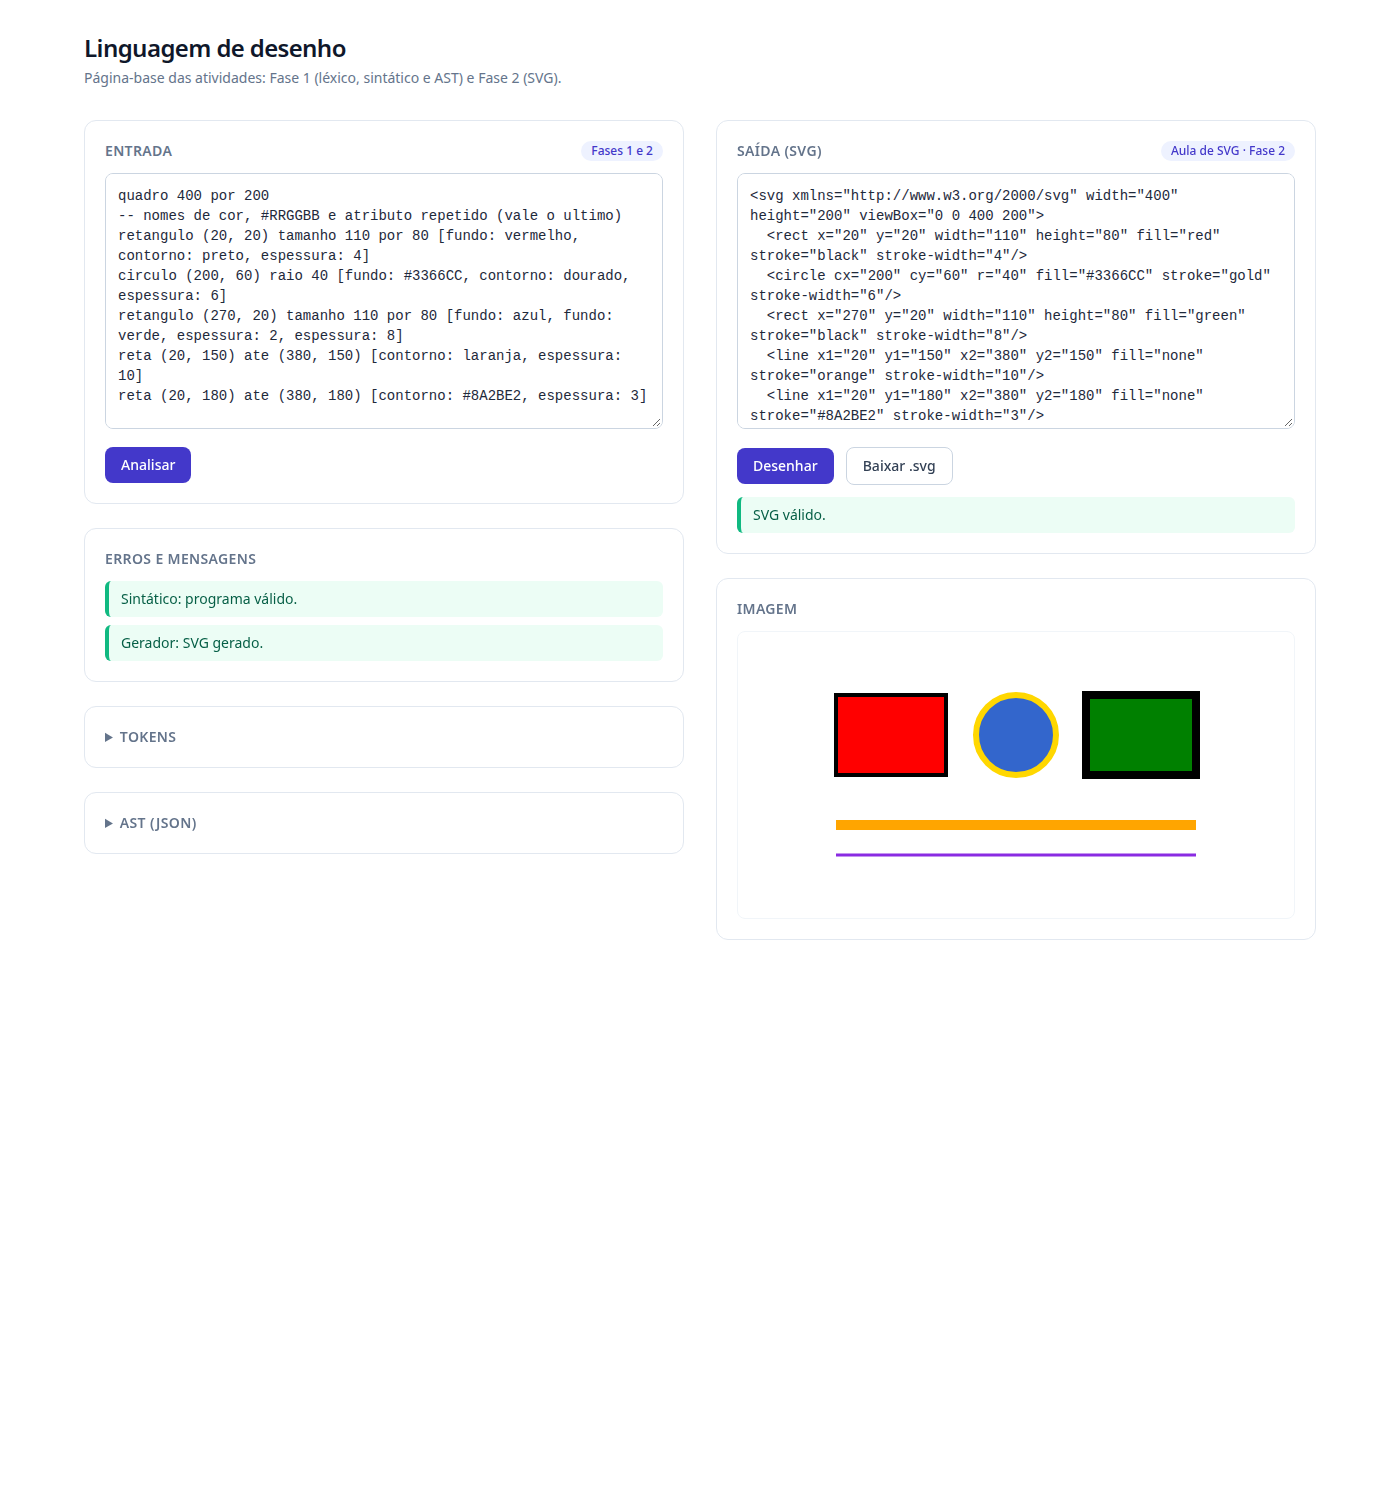 Linguagem de desenho
Página-base das atividades: Fase 1 (léxico, sintático e AST) e Fase 2 (SVG).
ENTRADA
Fases 1 e 2
quadro 400 por 200
-- nomes de cor, #RRGGBB e atributo repetido (vale o ultimo)
retangulo (20, 20) tamanho 110 por 80 [fundo: vermelho,
contorno: preto, espessura: 4]
circulo (200, 60) raio 40 [fundo: #3366CC, contorno: dourado,
espessura: 6]
retangulo (270, 20) tamanho 110 por 80 [fundo: azul, fundo:
verde, espessura: 2, espessura: 8]
reta (20, 150) ate (380, 150) [contorno: laranja, espessura:
10]
reta (20, 180) ate (380, 180) [contorno: #8A2BE2, espessura: 3]
Analisar
ERROS E MENSAGENS
Sintático: programa válido.
Gerador: SVG gerado.
TOKENS
AST (JSON)
SAÍDA (SVG)
Aula de SVG · Fase 2
<svg xmlns="http://www.w3.org/2000/svg" width="400"
height="200" viewBox="0 0 400 200">
  <rect x="20" y="20" width="110" height="80" fill="red"
stroke="black" stroke-width="4"/>
  <circle cx="200" cy="60" r="40" fill="#3366CC" stroke="gold"
stroke-width="6"/>
  <rect x="270" y="20" width="110" height="80" fill="green"
stroke="black" stroke-width="8"/>
  <line x1="20" y1="150" x2="380" y2="150" fill="none"
stroke="orange" stroke-width="10"/>
  <line x1="20" y1="180" x2="380" y2="180" fill="none"
stroke="#8A2BE2" stroke-width="3"/>
Desenhar
Baixar .svg
SVG válido.
IMAGEM